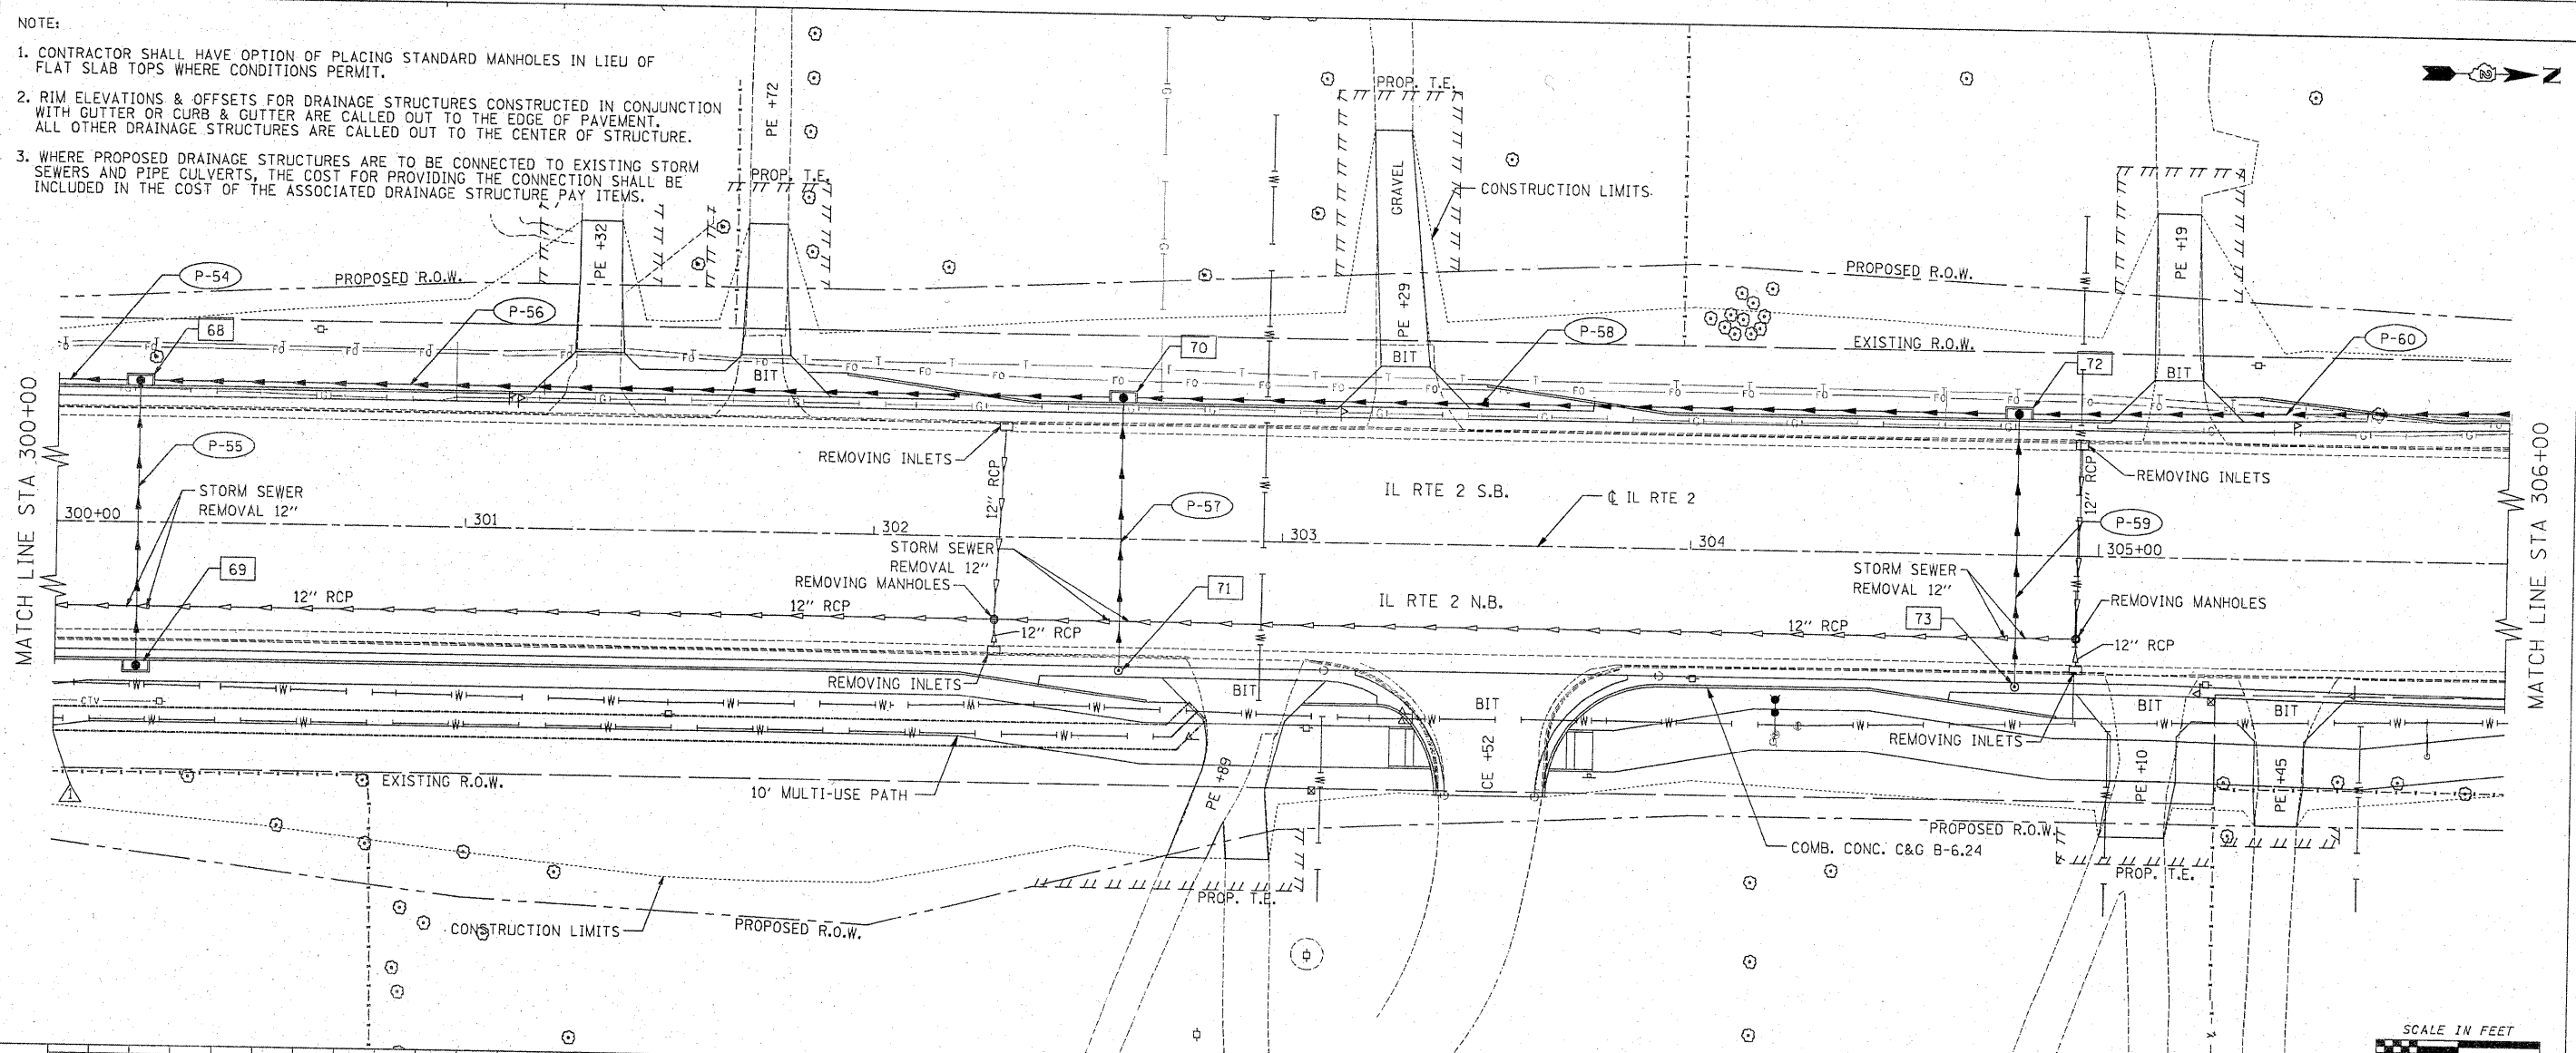 NOTE:
1. CONTRACTOR SHALL HAVE OPTION OF PLACING STANDARD MANHOLES IN LIEU OF
FLAT SLAB TOPS WHERE CONDITIONS PERMIT.
2. RIM ELEVATIONS & OFFSETS FOR DRAINAGE STRUCTURES CONSTRUCTED IN CONJUNCTION
WITH GUTTER OR CURB & GUTTER ARE CALLED OUT TO THE EDGE OF PAVEMENT.
ALL OTHER DRAINAGE STRUCTURES ARE CALLED OUT TO THE CENTER OF STRUCTURE.
3. WHERE PROPOSED DRAINAGE STRUCTURES ARE TO BE CONNECTED TO EXISTING STORM
SEWERS AND PIPE CULVERTS, THE COST FOR PROVIDING THE CONNECTION SHALL BE
INCLUDED IN THE COST OF THE ASSOCIATED DRAINAGE STRUCTURE PAY ITEMS.
PE +72
PROP. T.E.
PROP. T.E.
GRAVEL
CONSTRUCTION LIMITS
N
PE +32
PE +29
PE +19
P-54
PROPOSED R.O.W.
PROPOSED R.O.W.
68
P-56
70
P-58
EXISTING R.O.W.
72
P-60
BIT
BIT
BIT
MATCH LINE STA 300+00
P-55
STORM SEWER
REMOVAL 12"
REMOVING INLETS
12" RCP
P-57
IL RTE 2 S.B.
℄ IL RTE 2
REMOVING INLETS
12" RCP
P-59
MATCH LINE STA 306+00
300+00
301
302
303
304
305+00
69
STORM SEWER
REMOVAL 12"
REMOVING MANHOLES
12" RCP
12" RCP
71
IL RTE 2 N.B.
STORM SEWER
REMOVAL 12"
73
12" RCP
REMOVING MANHOLES
12" RCP
12" RCP
REMOVING INLETS
BIT
BIT
BIT
BIT
CTV
REMOVING INLETS
EXISTING R.O.W.
10' MULTI-USE PATH
PE +89
CE +52
PE +10
PE +45
1
PROPOSED R.O.W.
COMB. CONC. C&G B-6.24
PROP. T.E.
PROP. T.E.
CONSTRUCTION LIMITS
PROPOSED R.O.W.
SCALE IN FEET